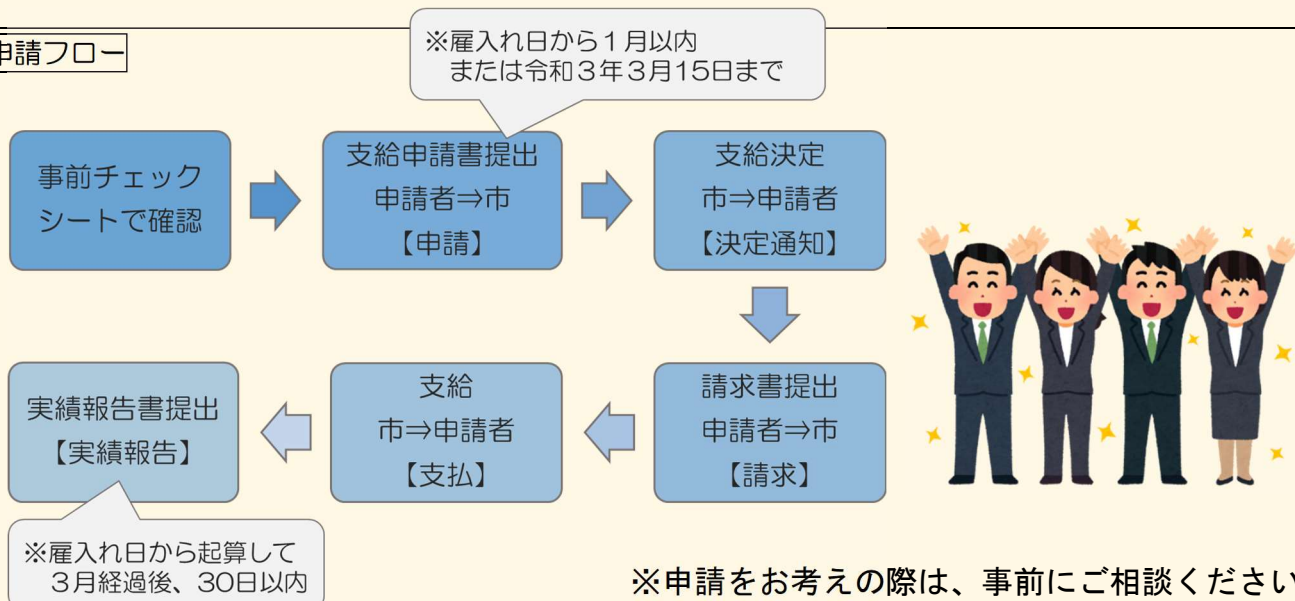 申請フロー
※雇入れ日から1月以内
または令和3年3月15日まで
事前チェック
シートで確認
支給申請書提出
申請者⇒市
【申請】
支給決定
市⇒申請者
【決定通知】
請求書提出
申請者⇒市
【請求】
支給
市⇒申請者
【支払】
実績報告書提出
【実績報告】
※雇入れ日から起算して
3月経過後、30日以内
※申請をお考えの際は、事前にご相談ください